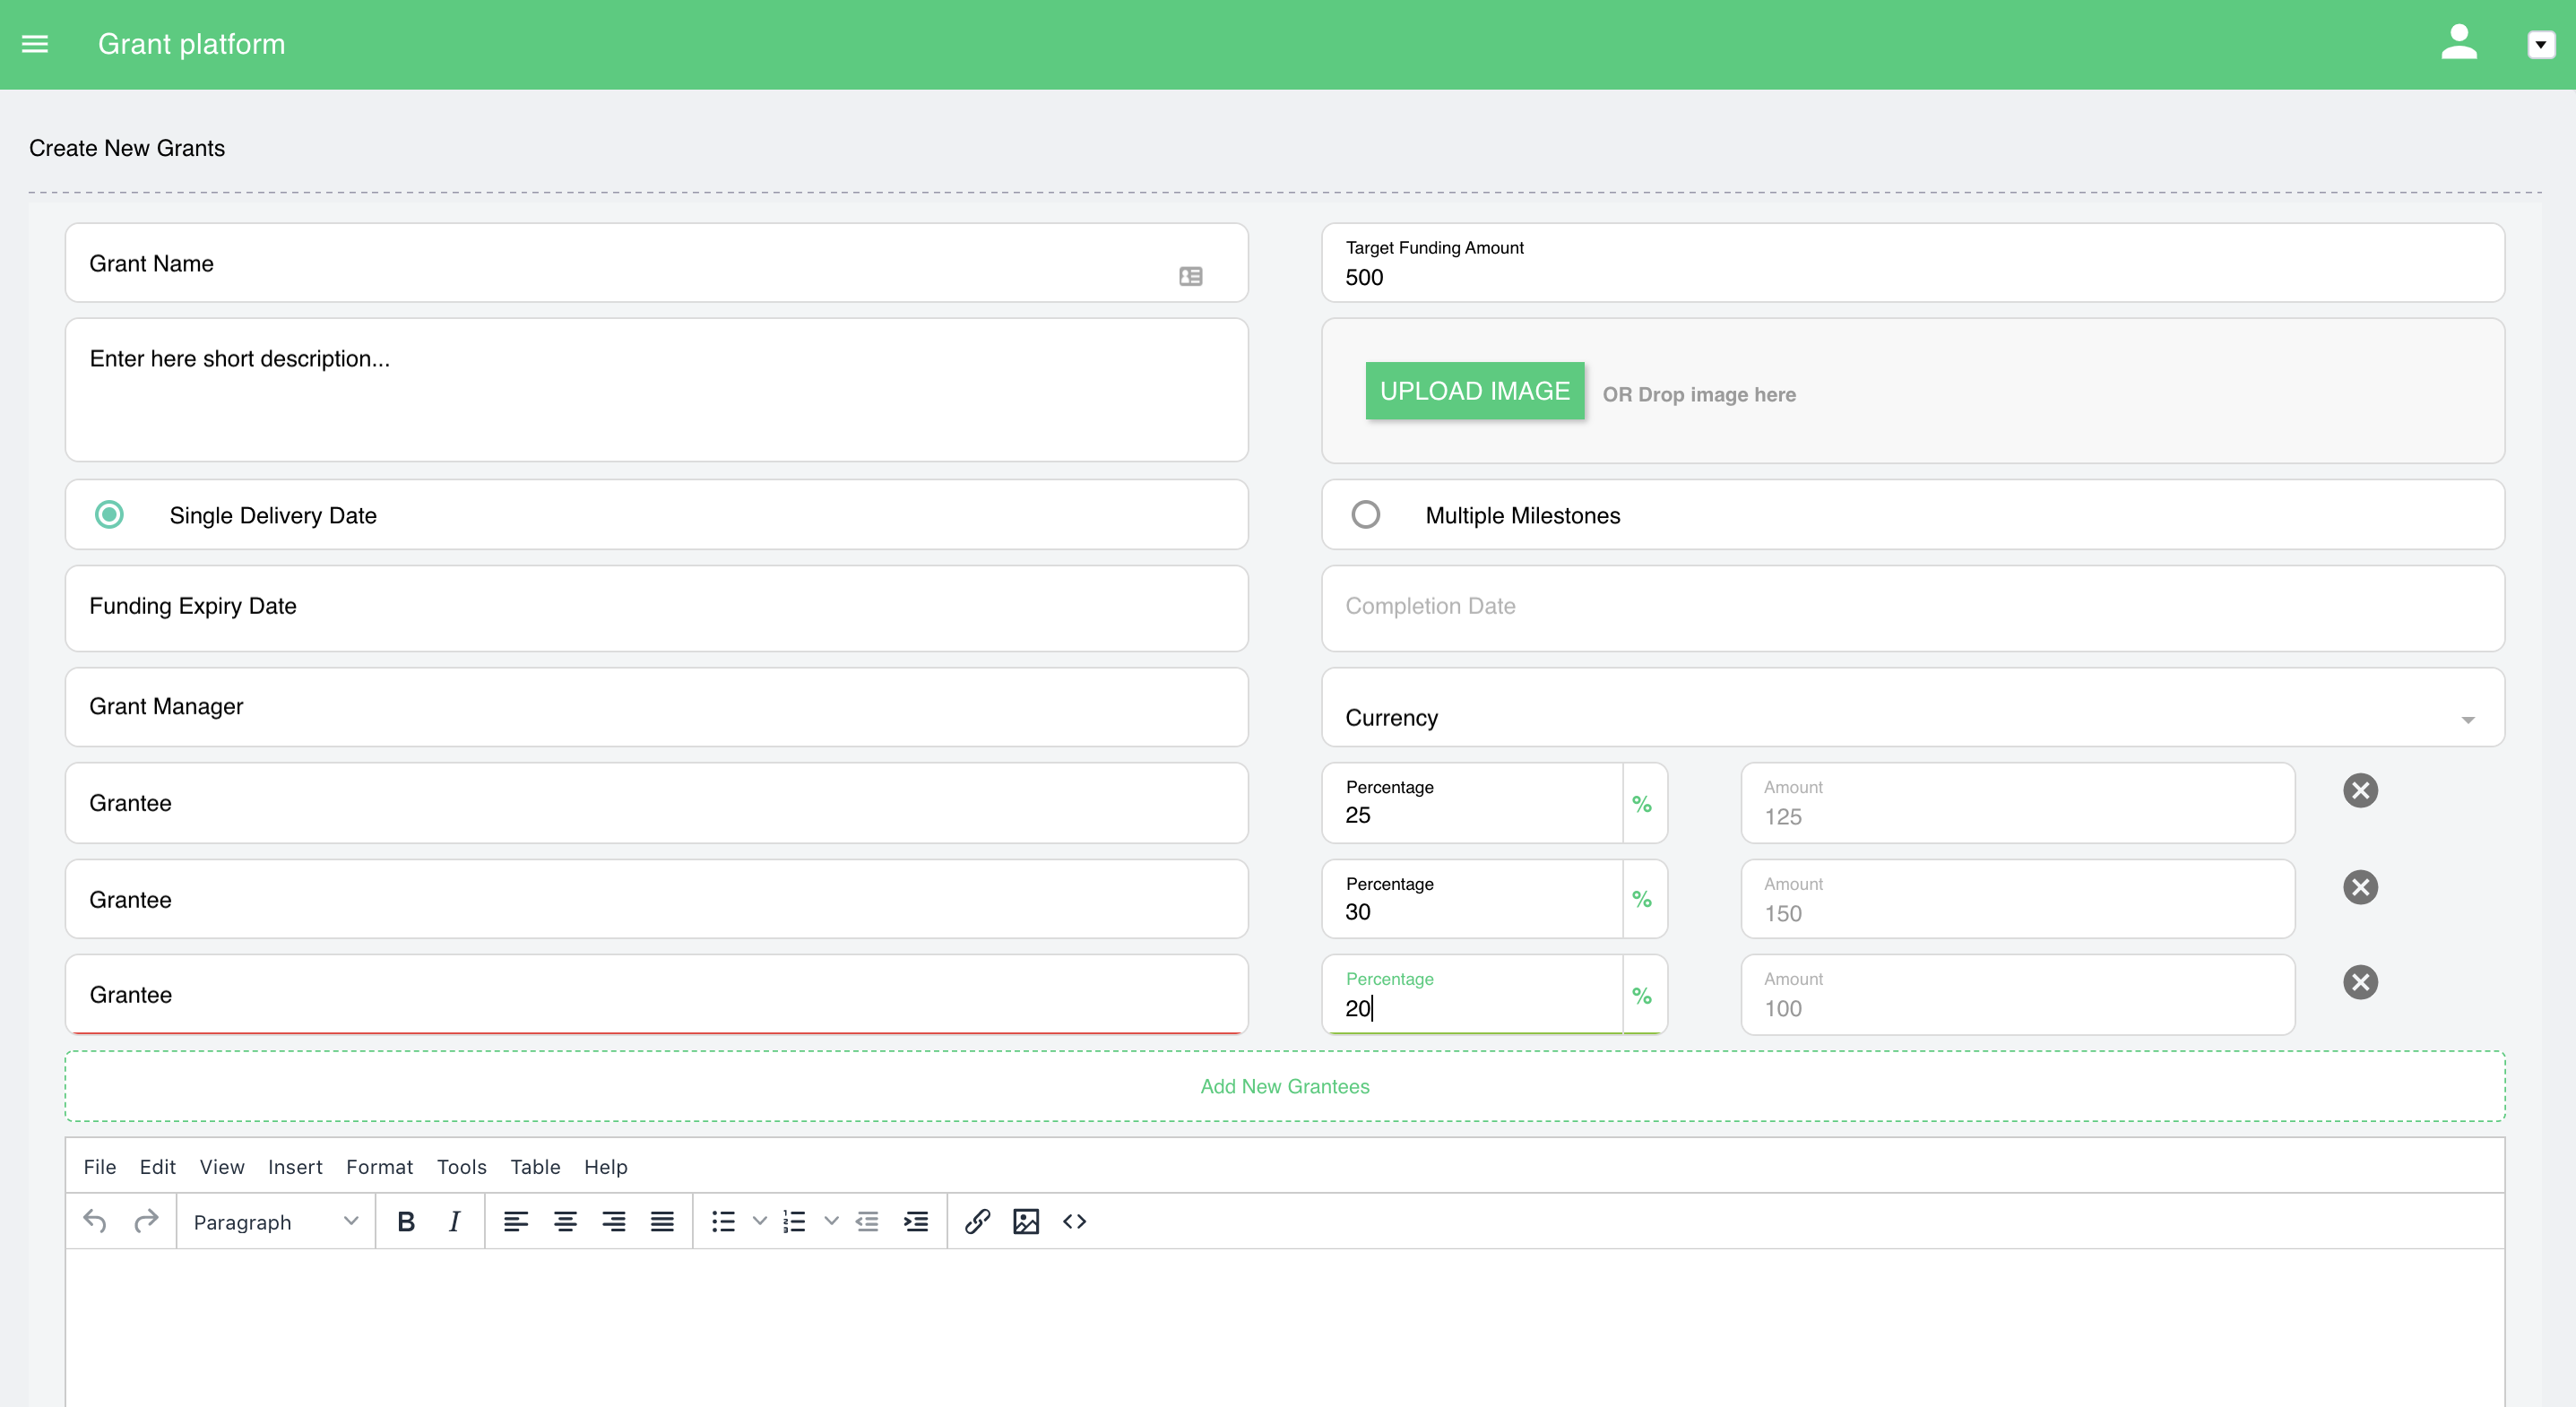 Grant platform
Create New Grants
Grant Name
Target Funding Amount
500
Enter here short description...
UPLOAD IMAGE
OR Drop image here
Single Delivery Date
Multiple Milestones
Funding Expiry Date
Completion Date
Grant Manager
Currency
Grantee
Percentage
25
%
Amount
125
Grantee
Percentage
30
%
Amount
150
Grantee
Percentage
20
%
Amount
100
Add New Grantees
File Edit View Insert Format Tools Table Help
Paragraph B I